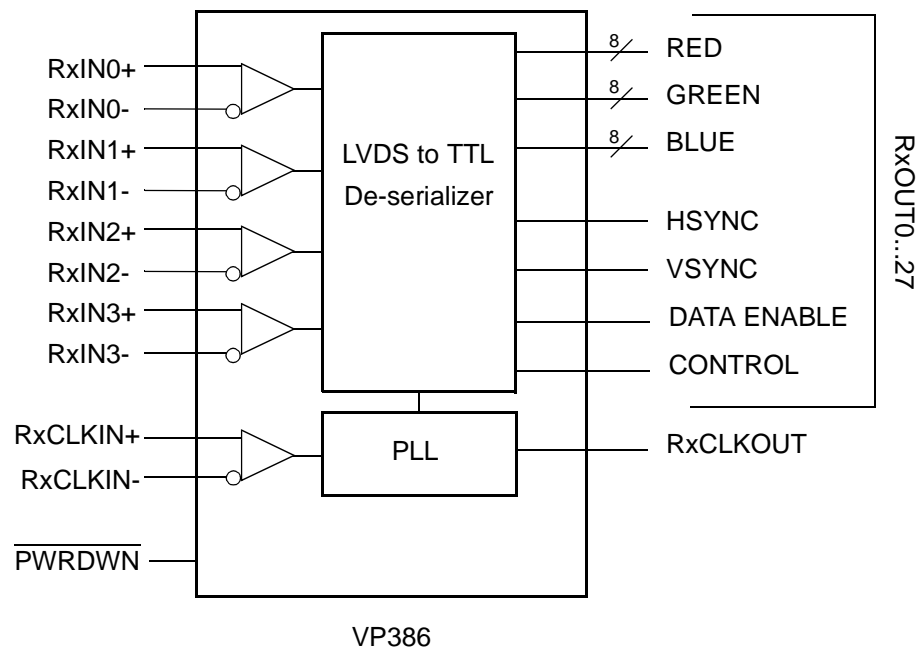 RxIN0+
RxIN0-
RxIN1+
RxIN1-
RxIN2+
RxIN2-
RxIN3+
RxIN3-
RxCLKIN+
RxCLKIN-
PWRDWN
LVDS to TTL
De-serializer
PLL
8
RED
8
GREEN
8
BLUE
HSYNC
VSYNC
DATA ENABLE
CONTROL
RxCLKOUT
RxOUT0...27
VP386